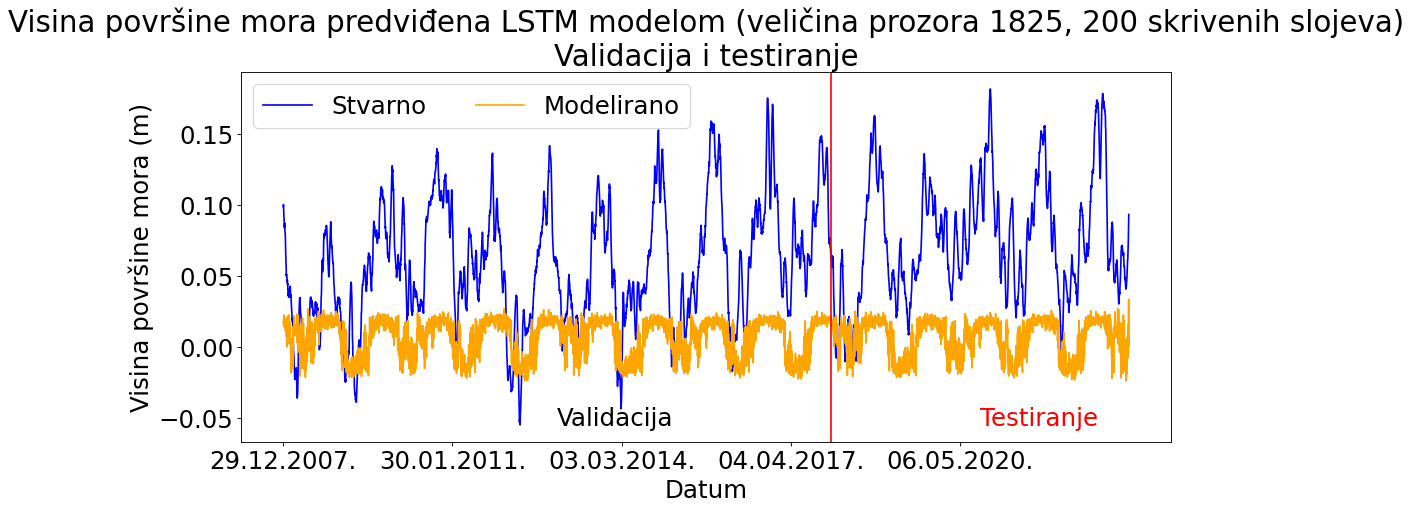 Visina površine mora predviđena LSTM modelom (veličina prozora 1825, 200 skrivenih slojeva)
Validacija i testiranje
Stvarno
Modelirano
Visina površine mora (m)
0.15
0.10
0.05
0.00
−0.05
Validacija
Testiranje
29.12.2007.
30.01.2011.
03.03.2014.
04.04.2017.
06.05.2020.
Datum